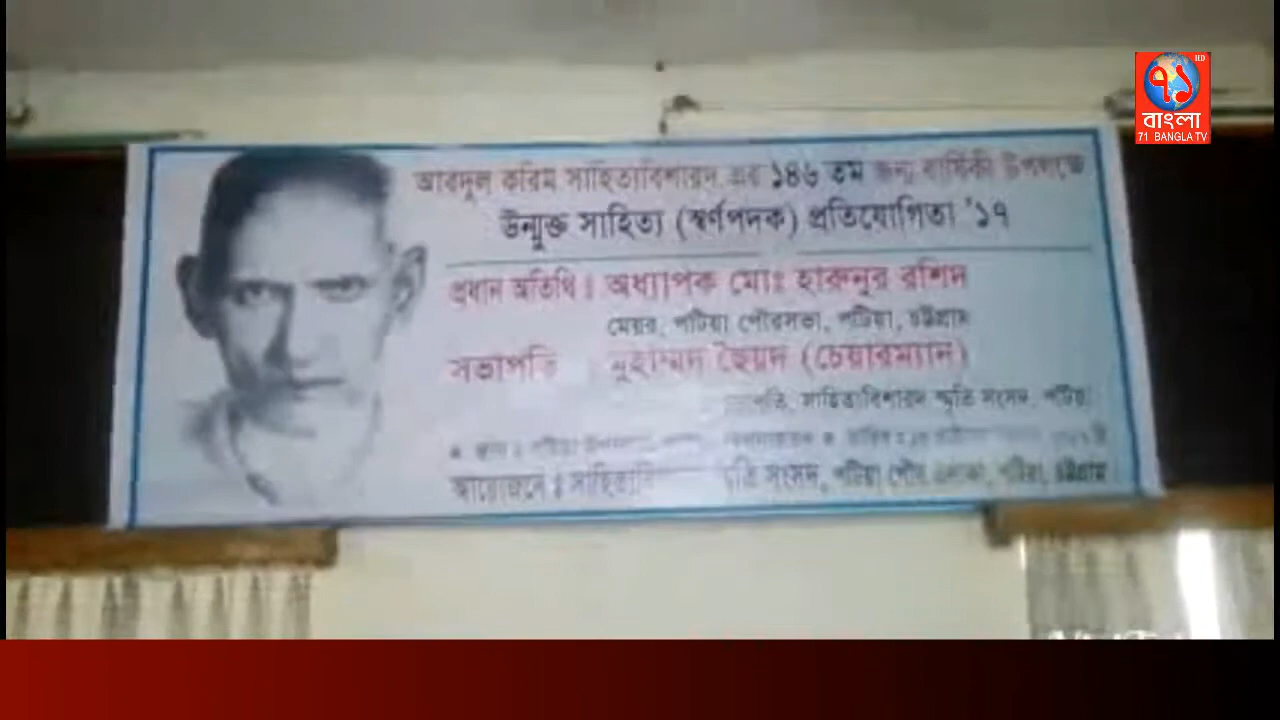 IED
৭১
বাংলা
71 BANGLA TV
আবদুল করিম সাহিত্যবিশারদ এর ১৪৬ তম জন্ম বার্ষিকী উপলক্ষে
উন্মুক্ত সাহিত্য (স্বর্ণপদক) প্রতিযোগিতা '১৭
প্রধান অতিথি : অধ্যাপক মোঃ হারুনুর রশিদ
মেয়র, পটিয়া পৌরসভা, পটিয়া, চট্টগ্রাম
সভাপতি মুহাম্মদ ছৈয়দ (চেয়ারম্যান)
সাহিত্যবিশারদ স্মৃতি সংসদ, পটিয়া
আয়োজনে : সংসদ, পটিয়া পৌর পটিয়া, চট্টগ্রাম